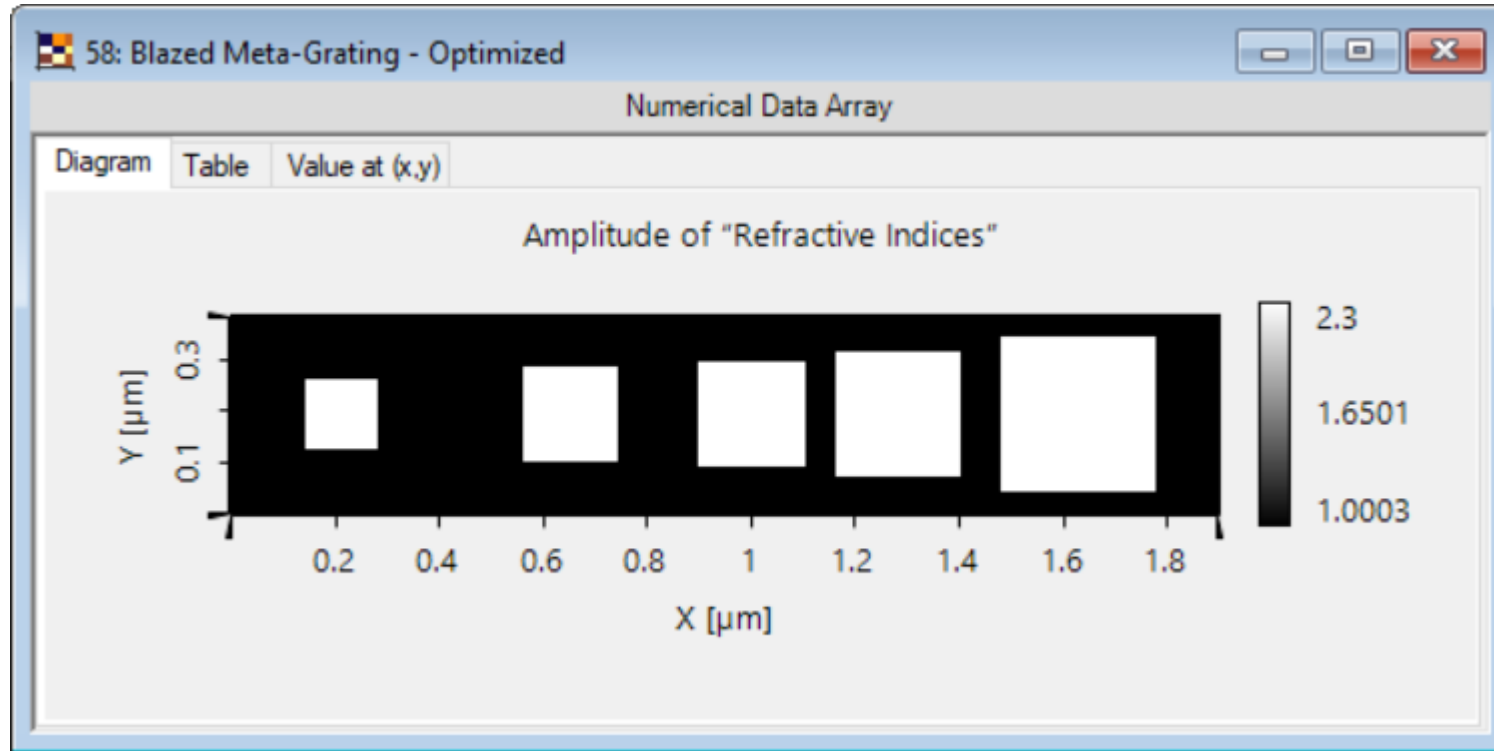 58: Blazed Meta-Grating - Optimized
Numerical Data Array
Diagram Table Value at (x,y)
Amplitude of "Refractive Indices"
Y [µm]
0.3
0.1
0.2 0.4 0.6 0.8 1 1.2 1.4 1.6 1.8
X [µm]
2.3
1.6501
1.0003